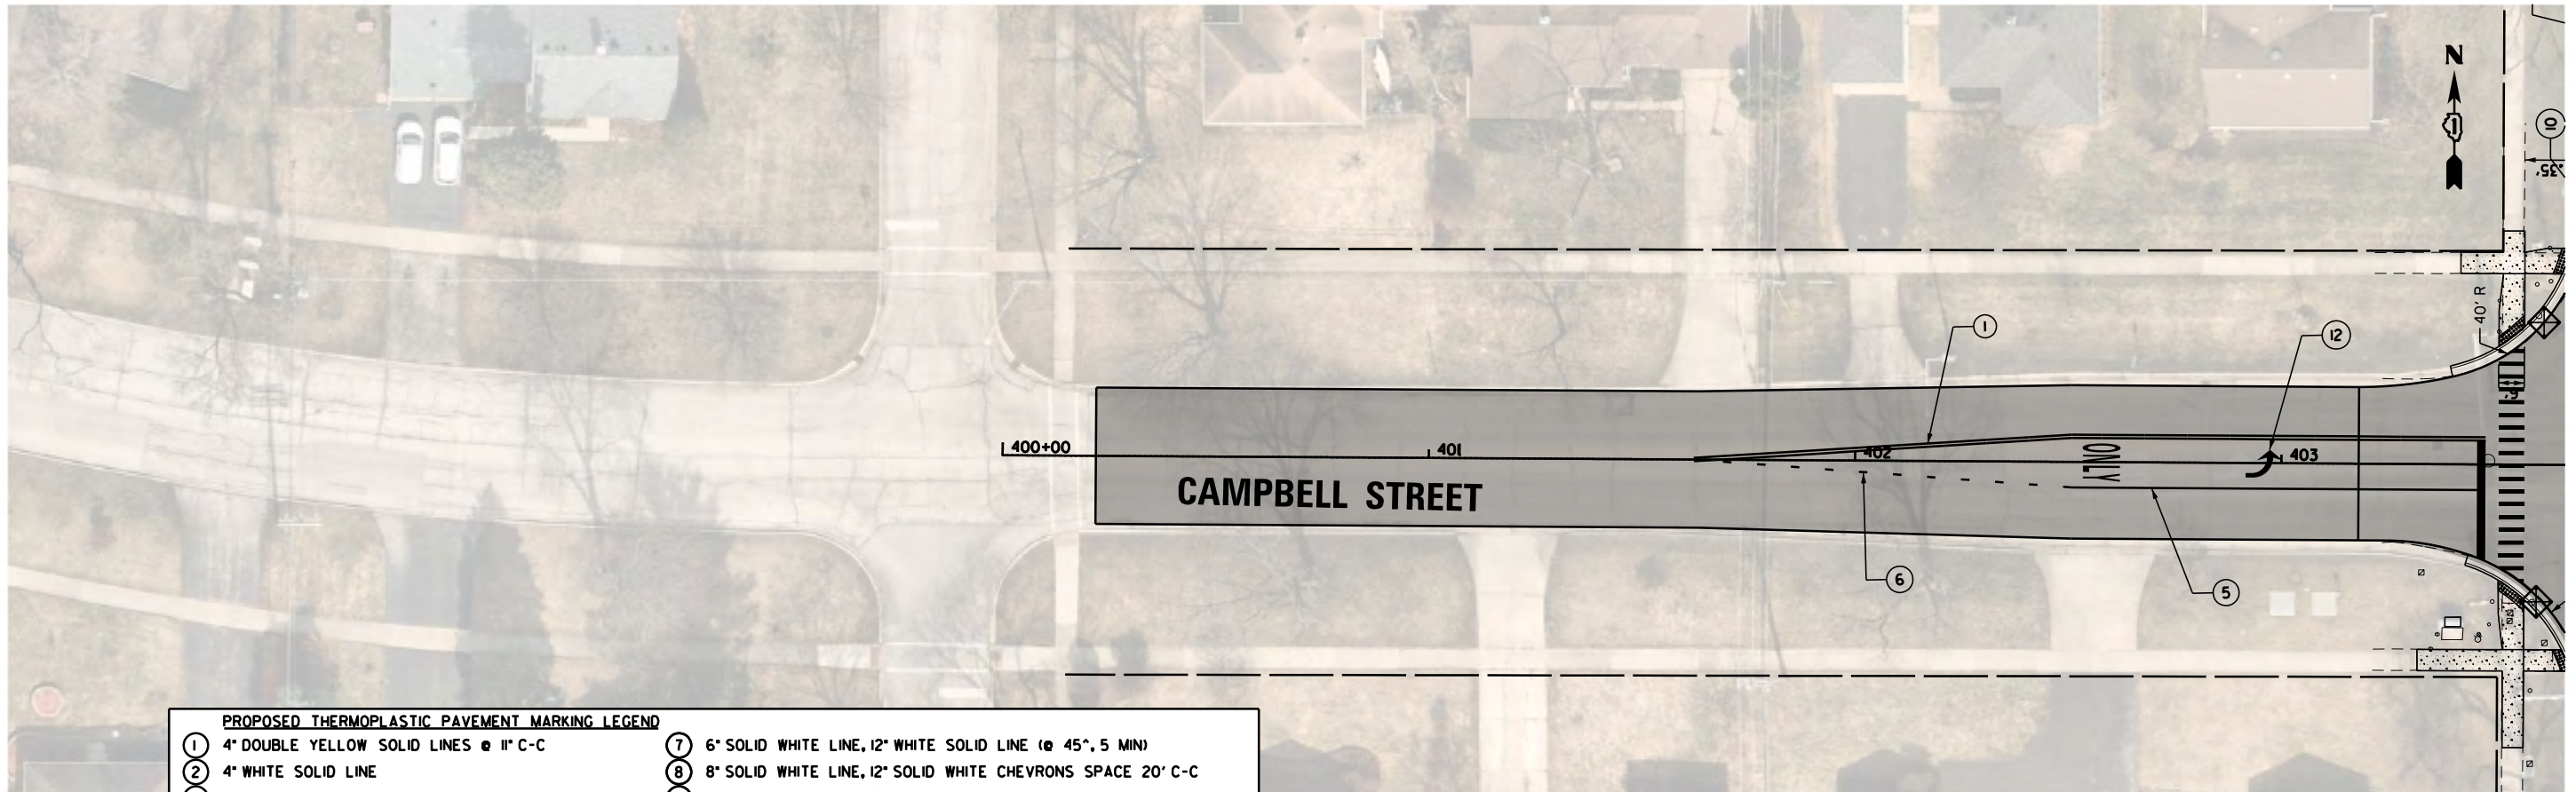 N
10
35'
40' R
1
12
400+00
401
402
ONLY
403
6'
CAMPBELL STREET
6
5
PROPOSED THERMOPLASTIC PAVEMENT MARKING LEGEND
1 4" DOUBLE YELLOW SOLID LINES @ 11" C-C
2 4" WHITE SOLID LINE
7 6" SOLID WHITE LINE, 12" WHITE SOLID LINE (@ 45^, 5 MIN)
8 8" SOLID WHITE LINE, 12" SOLID WHITE CHEVRONS SPACE 20' C-C